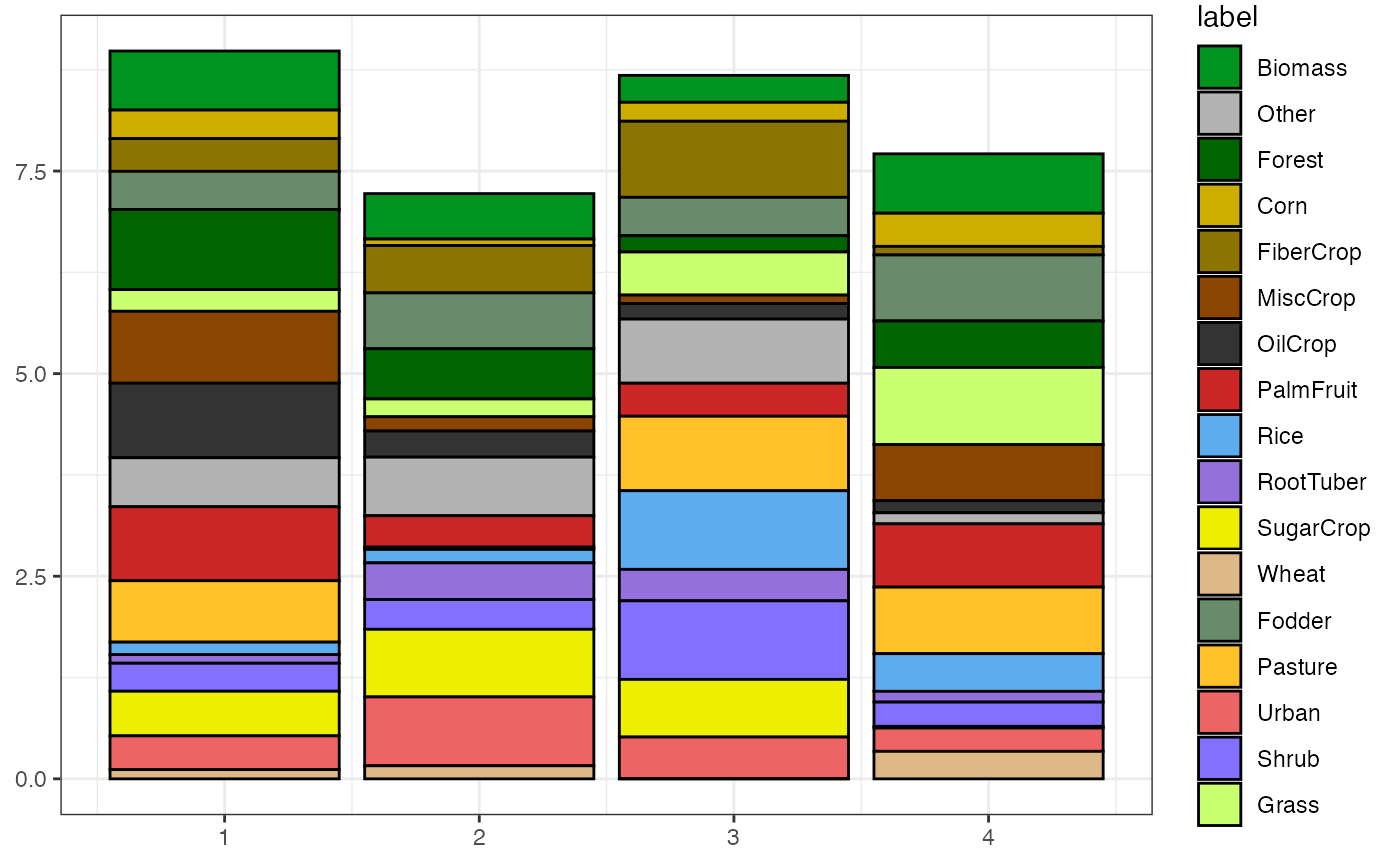 label
Biomass
Other
Forest
Corn
FiberCrop
MiscCrop
OilCrop
PalmFruit
Rice
RootTuber
SugarCrop
Wheat
Fodder
Pasture
Urban
Shrub
Grass
7.5
5.0
2.5
0.0
1 2 3 4